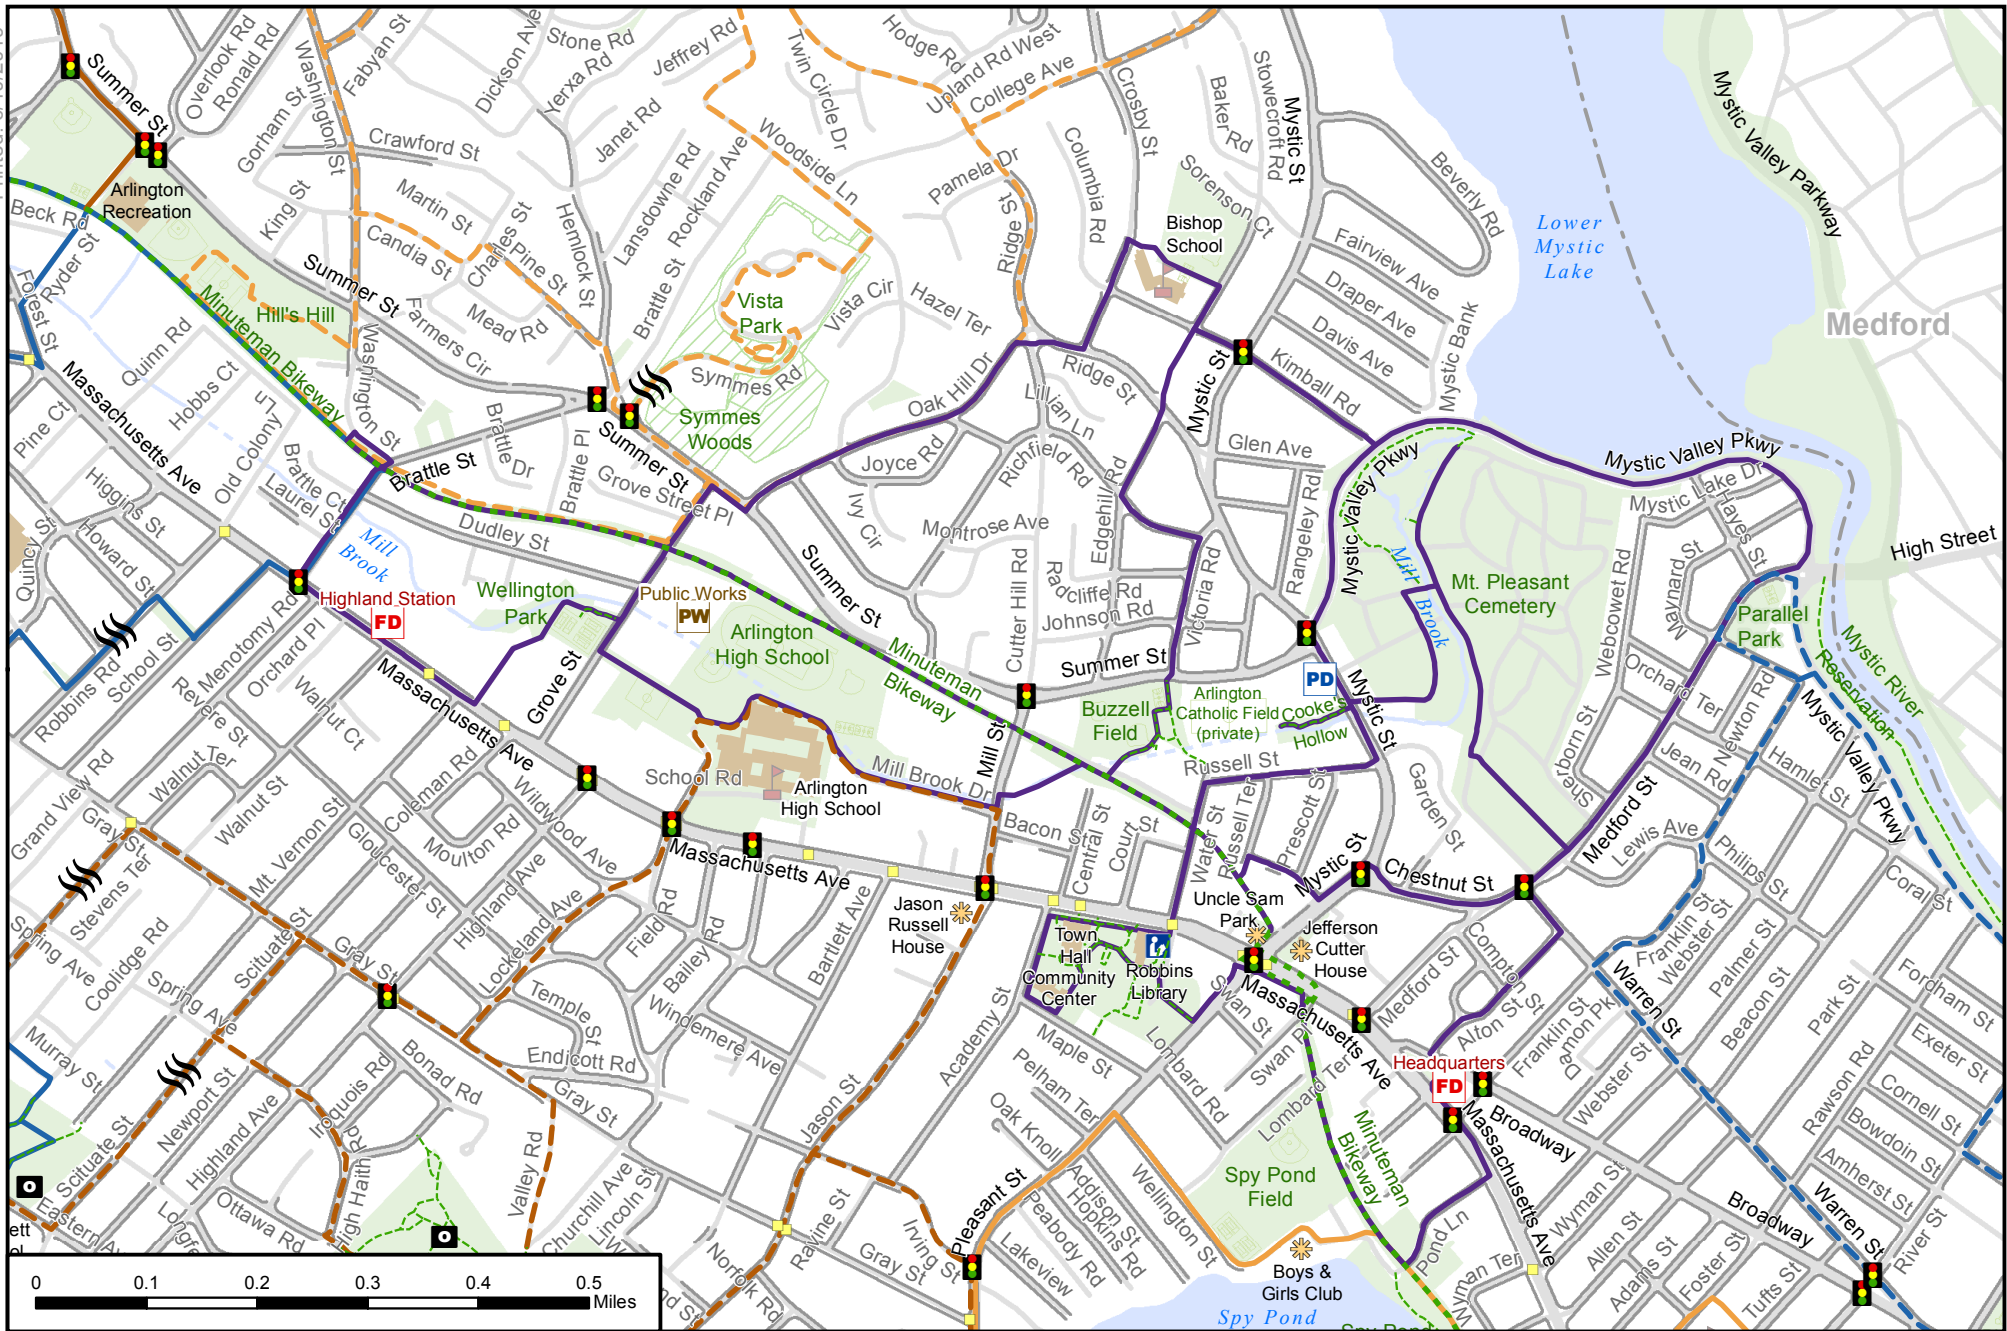 Summer St
Overlook Rd
Ronald Rd
Washington St
Fabyan St
Dickson Ave
Stone Rd
Yerxa Rd
Jeffrey Rd
Twin Circle Dr
Hodge Rd
Upland Rd West
College Ave
Crosby St
Baker Rd
Stowecroft Rd
Mystic St
Mystic Valley Parkway
Gorham St
Crawford St
Janet Rd
Woodside Ln
Columbia Rd
Sorenson Ct
Beverly Rd
Arlington
Recreation
Beck Rd
Ryder St
King St
Martin St
Candia St
Charles St
Pine St
Hemlock St
Lansdowne Rd
Rockland Ave
Pamela Dr
Ridge St
Bishop
School
Lower
Mystic
Lake
Fairview Ave
Draper Ave
Davis Ave
Mystic Bank
Medford
Forest St
Summer St
Farmers Cir
Mead Rd
Brattle St
Vista
Park
Vista Cir
Hazel Ter
Hill's Hill
Minuteman Bikeway
Quinn Rd
Hobbs Ct
Old Colony Ln
Washington St
Symmes Rd
Symmes
Woods
Oak Hill Dr
Ridge St
Lillian Ln
Mystic St
Kimball Rd
Massachusetts Ave
Pine Ct
Brattle Dr
Brattle Pl
Summer St
Joyce Rd
Richfield Rd
Glen Ave
Mystic Valley Pkwy
Mystic Valley Pkwy
Mystic Lake Dr
Hayes St
High Street
Higgins St
Howard St
Quincy St
Brattle Ct
Laurel St
Brattle St
Grove Street Pl
Dudley St
Mill
Brook
Ivy Cir
Montrose Ave
Edgehill Rd
Cutter Hill Rd
Radcliffe Rd
Johnson Rd
Victoria Rd
Rangeley Rd
Mill
Brook
Mt. Pleasant
Cemetery
Webcowet Rd
Maynard St
Parallel
Park
Mystic River
Reservation
Highland Station
FD
Wellington
Park
Public Works
PW
Arlington
High School
Summer St
Summer St
Minuteman
Bikeway
Robbins Rd
School St
Menotomy Rd
Orchard Pl
Revere St
Walnut Ct
Massachusetts Ave
Grove St
PD
Mystic St
Buzzell
Field
Arlington
Catholic Field
(private)
Cooke's
Hollow
Orchard Ter
Newton Rd
Mystic Valley Pkwy
Sherborn St
Jean Rd
Hamlet St
Mill St
Russell St
Garden St
Medford St
Grand View Rd
Walnut Ter
Walnut St
Coleman Rd
Wildwood Ave
School Rd
Arlington
High School
Mill Brook Dr
Bacon St
Central St
Court St
Water St
Russell Ter
Prescott St
Mystic St
Chestnut St
Lewis Ave
Philips St
Coral St
Gray St
Stevens Ter
Mt. Vernon St
Gloucester St
Moulton Rd
Highland Ave
Massachusetts Ave
Uncle Sam
Park
Jefferson
Cutter
House
Jason
Russell
House
Town
Hall
Community
Center
Robbins
Library
Spring Ave
Coolidge Rd
Spring Ave
Scituate St
Gray St
Lockeland Ave
Field Rd
Bailey Rd
Bartlett Ave
Academy St
Swan St
Swan Pl
Massachusetts Ave
Medford St
Compton St
Alton St
Franklin St
Damon Pk
Franklin St
Webster St
Webster St
Palmer St
Beacon St
Park St
Warren St
Fordham St
Exeter St
Cornell St
Bowdoin St
Amherst St
Rawson Rd
Murray St
Temple St
Windemere Ave
Endicott Rd
Gray St
Bonad Rd
Iroquois Rd
Newport St
Highland Ave
E Scituate St
Eastern Ave
Ottawa Rd
High Haith Rd
Valley Rd
Jason St
Maple St
Pelham Ter
Oak Knoll
Lombard Rd
Lombard Ter
Minuteman
Bikeway
Headquarters
FD
Broadway
Massachusetts Ave
Spy Pond
Field
Wellington St
Addison St
Hopkins Rd
Peabody Rd
Lakeview
Pleasant St
Irving St
Gray St
Ravine St
Norfolk Rd
Churchill Ave
Lincoln St
Pond Ln
Wyman Ter
Wyman St
Allen St
Adams St
Foster St
Tufts St
Broadway
Warren St
River St
Boys &
Girls Club
Spy Pond
0 0.1 0.2 0.3 0.4 0.5
Miles